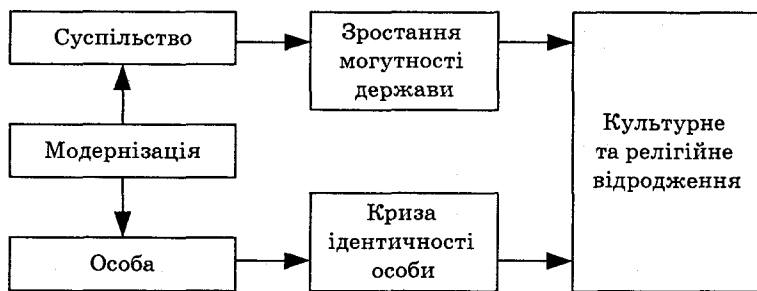 Суспільство
Зростання
могутності
держави
Модернізація
Культурне
та релігійне
відродження
Особа
Криза
ідентичності
особи